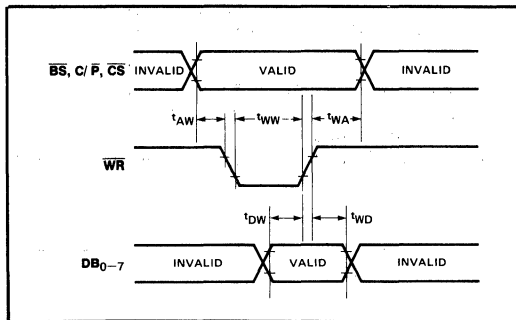 BS, C/P, CS INVALID VALID INVALID
tAW tWW tWA
WR
tDW tWD
DB0–7 INVALID VALID INVALID